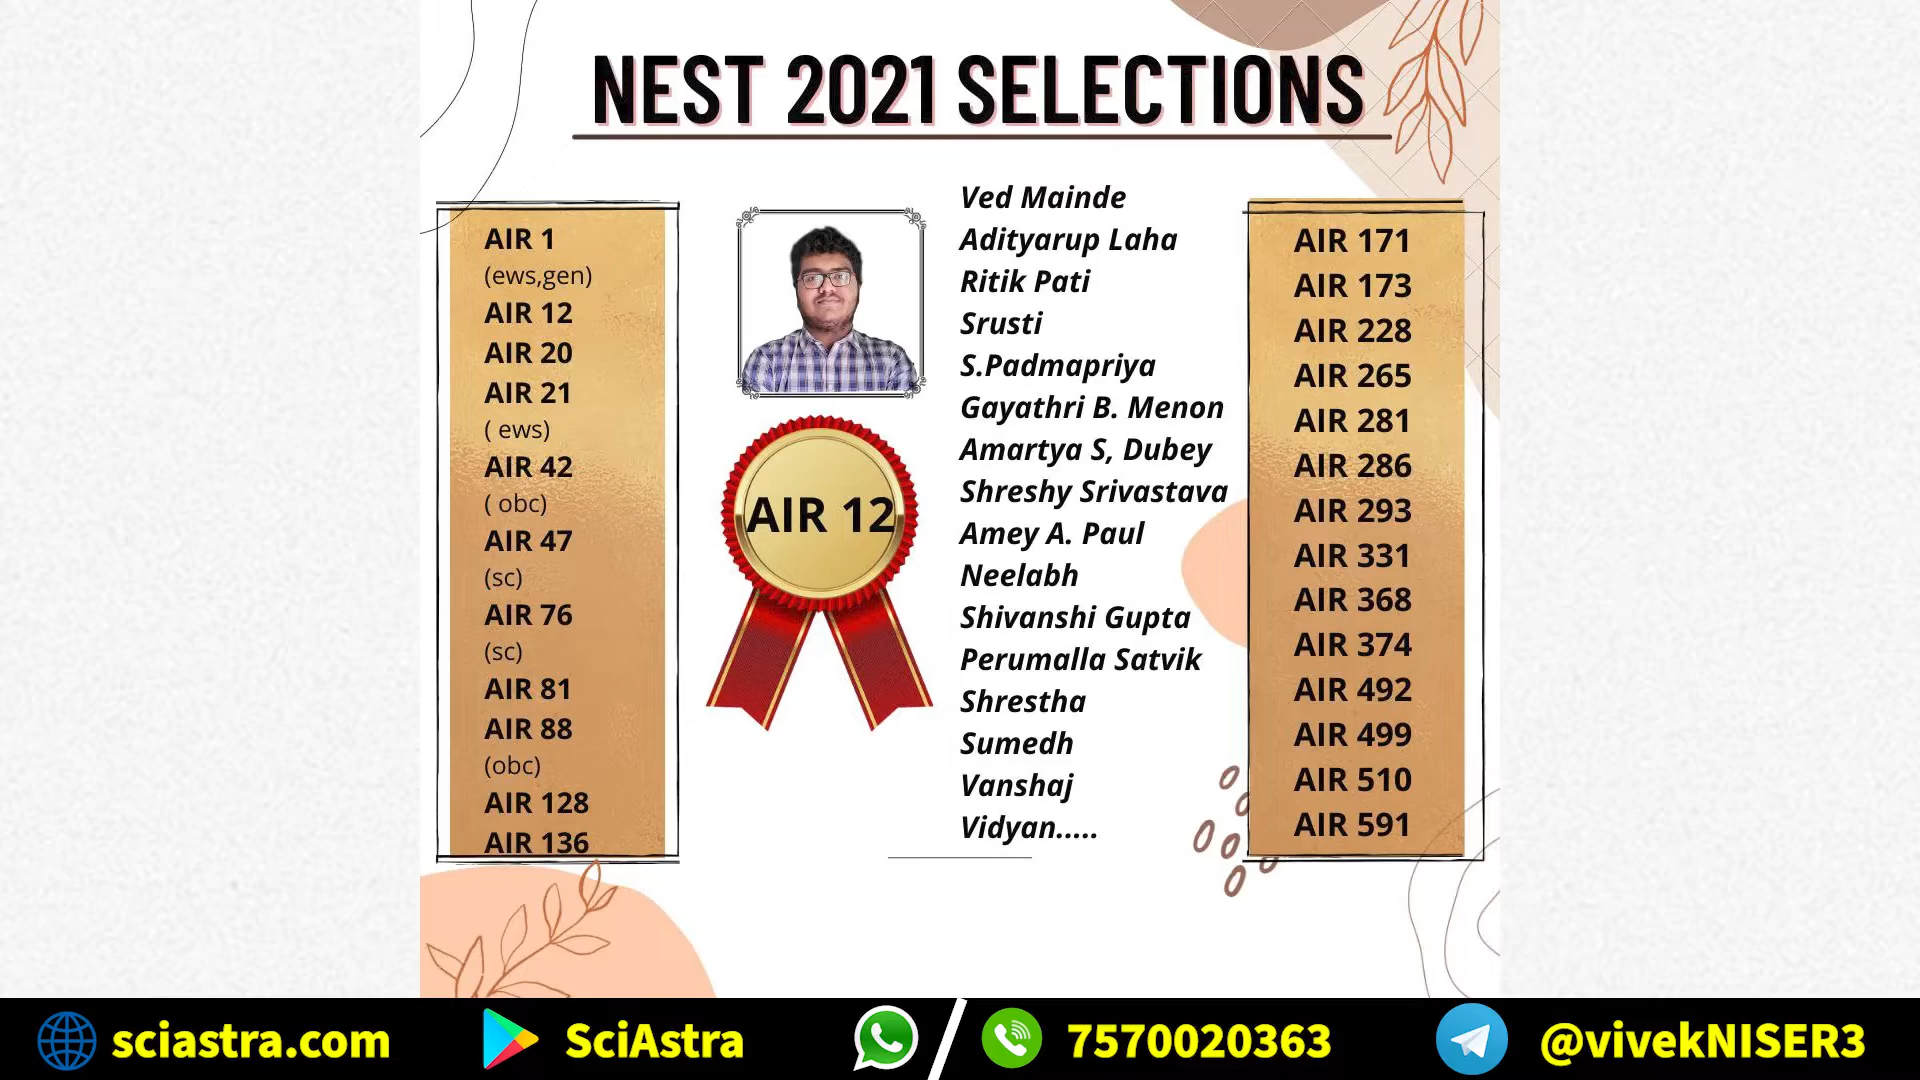 NEST 2021 SELECTIONS
AIR 1
(ews,gen)
AIR 12
AIR 20
AIR 21
( ews)
AIR 42
( obc)
AIR 47
(sc)
AIR 76
(sc)
AIR 81
AIR 88
(obc)
AIR 128
AIR 136
AIR 12
Ved Mainde
Adityarup Laha
Ritik Pati
Srusti
S.Padmapriya
Gayathri B. Menon
Amartya S, Dubey
Shreshy Srivastava
Amey A. Paul
Neelabh
Shivanshi Gupta
Perumalla Satvik
Shrestha
Sumedh
Vanshaj
Vidyan.....
AIR 171
AIR 173
AIR 228
AIR 265
AIR 281
AIR 286
AIR 293
AIR 331
AIR 368
AIR 374
AIR 492
AIR 499
AIR 510
AIR 591
sciastra.com SciAstra 7570020363 @vivekNISER3